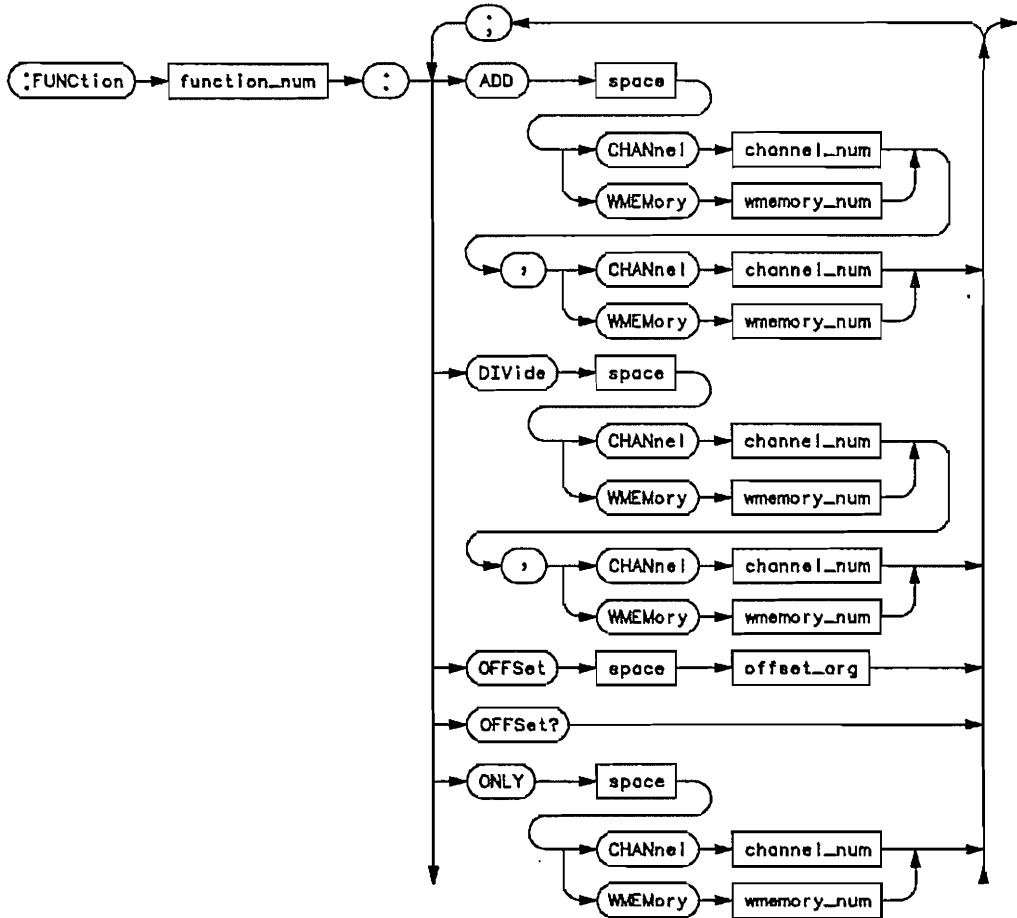 ;
:FUNCtion function_num : ADD space
CHANnel channel_num
WMEMory wmemory_num
, CHANnel channel_num
WMEMory wmemory_num
DIVide space
CHANnel channel_num
WMEMory wmemory_num
, CHANnel channel_num
WMEMory wmemory_num
OFFSet space offset_arg
OFFSet?
ONLY space
CHANnel channel_num
WMEMory wmemory_num